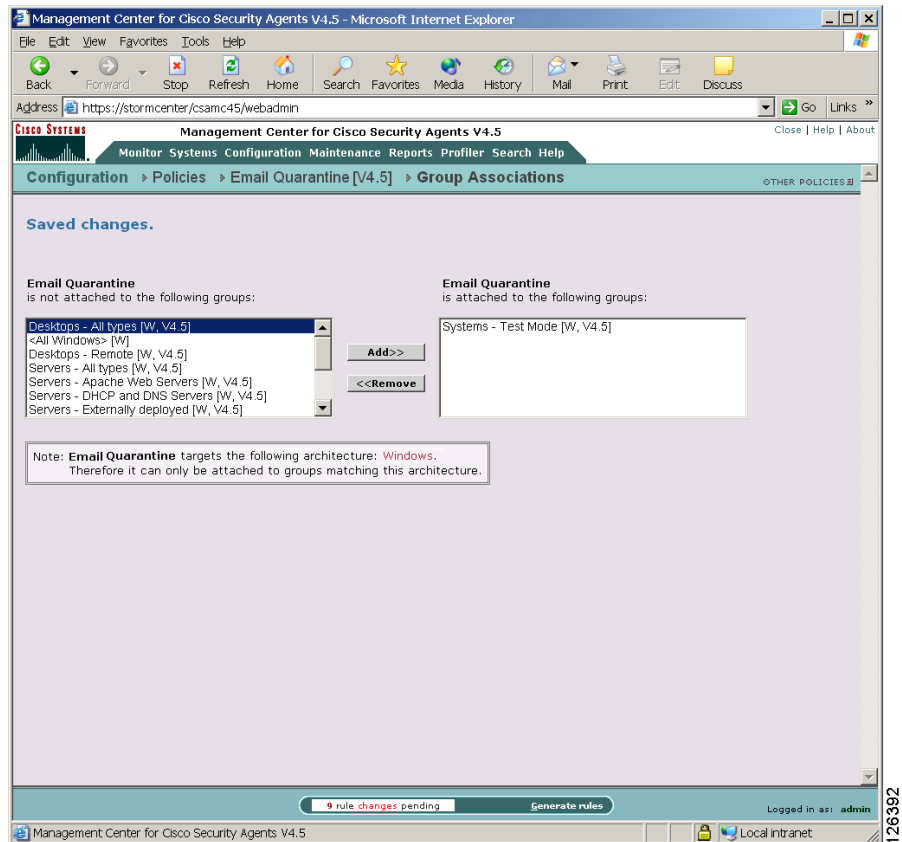 Management Center for Cisco Security Agents V4.5 - Microsoft Internet Explorer
File Edit View Favorites Tools Help
Back Forward Stop Refresh Home Search Favorites Media History Mail Print Edit Discuss
Address https://stormcenter/csamc45/webadmin Go Links »
CISCO SYSTEMS Management Center for Cisco Security Agents V4.5 Close | Help | About
Monitor Systems Configuration Maintenance Reports Profiler Search Help
Configuration > Policies > Email Quarantine [V4.5] > Group Associations OTHER POLICIES
Saved changes.
Email Quarantine
is not attached to the following groups:
Desktops - All types [W, V4.5]
<All Windows> [W]
Desktops - Remote [W, V4.5]
Servers - All types [W, V4.5]
Servers - Apache Web Servers [W, V4.5]
Servers - DHCP and DNS Servers [W, V4.5]
Servers - Externally deployed [W, V4.5]
Add>>
<<Remove
Email Quarantine
is attached to the following groups:
Systems - Test Mode [W, V4.5]
Note: Email Quarantine targets the following architecture: Windows.
Therefore it can only be attached to groups matching this architecture.
9 rule changes pending Generate rules Logged in as: admin
Management Center for Cisco Security Agents V4.5 Local intranet
126392